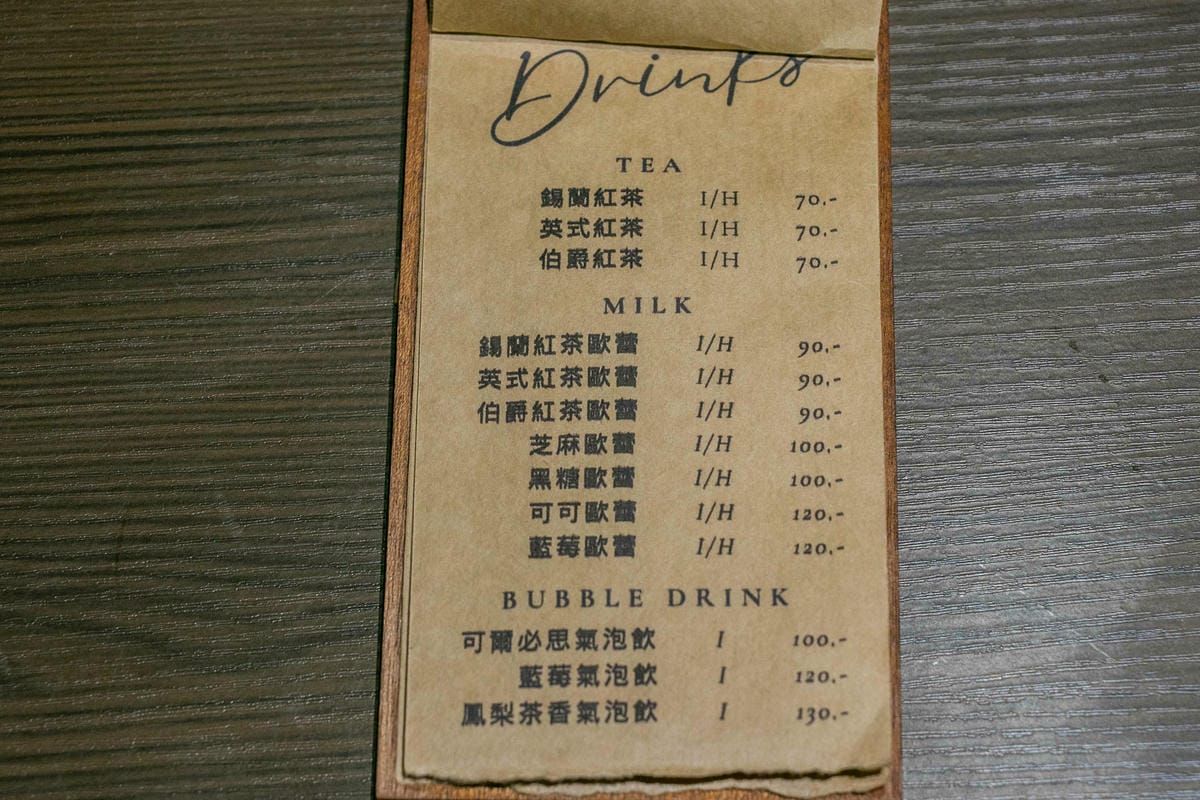 Drinks
TEA
錫蘭紅茶 I/H 70.-
英式紅茶 I/H 70.-
伯爵紅茶 I/H 70.-
MILK
錫蘭紅茶歐蕾 I/H 90.-
英式紅茶歐蕾 I/H 90.-
伯爵紅茶歐蕾 I/H 90.-
芝麻歐蕾 I/H 100.-
黑糖歐蕾 I/H 100.-
可可歐蕾 I/H 120.-
藍莓歐蕾 I/H 120.-
BUBBLE DRINK
可爾必思氣泡飲 I 100.-
藍莓氣泡飲 I 120.-
鳳梨茶香氣泡飲 I 130.-